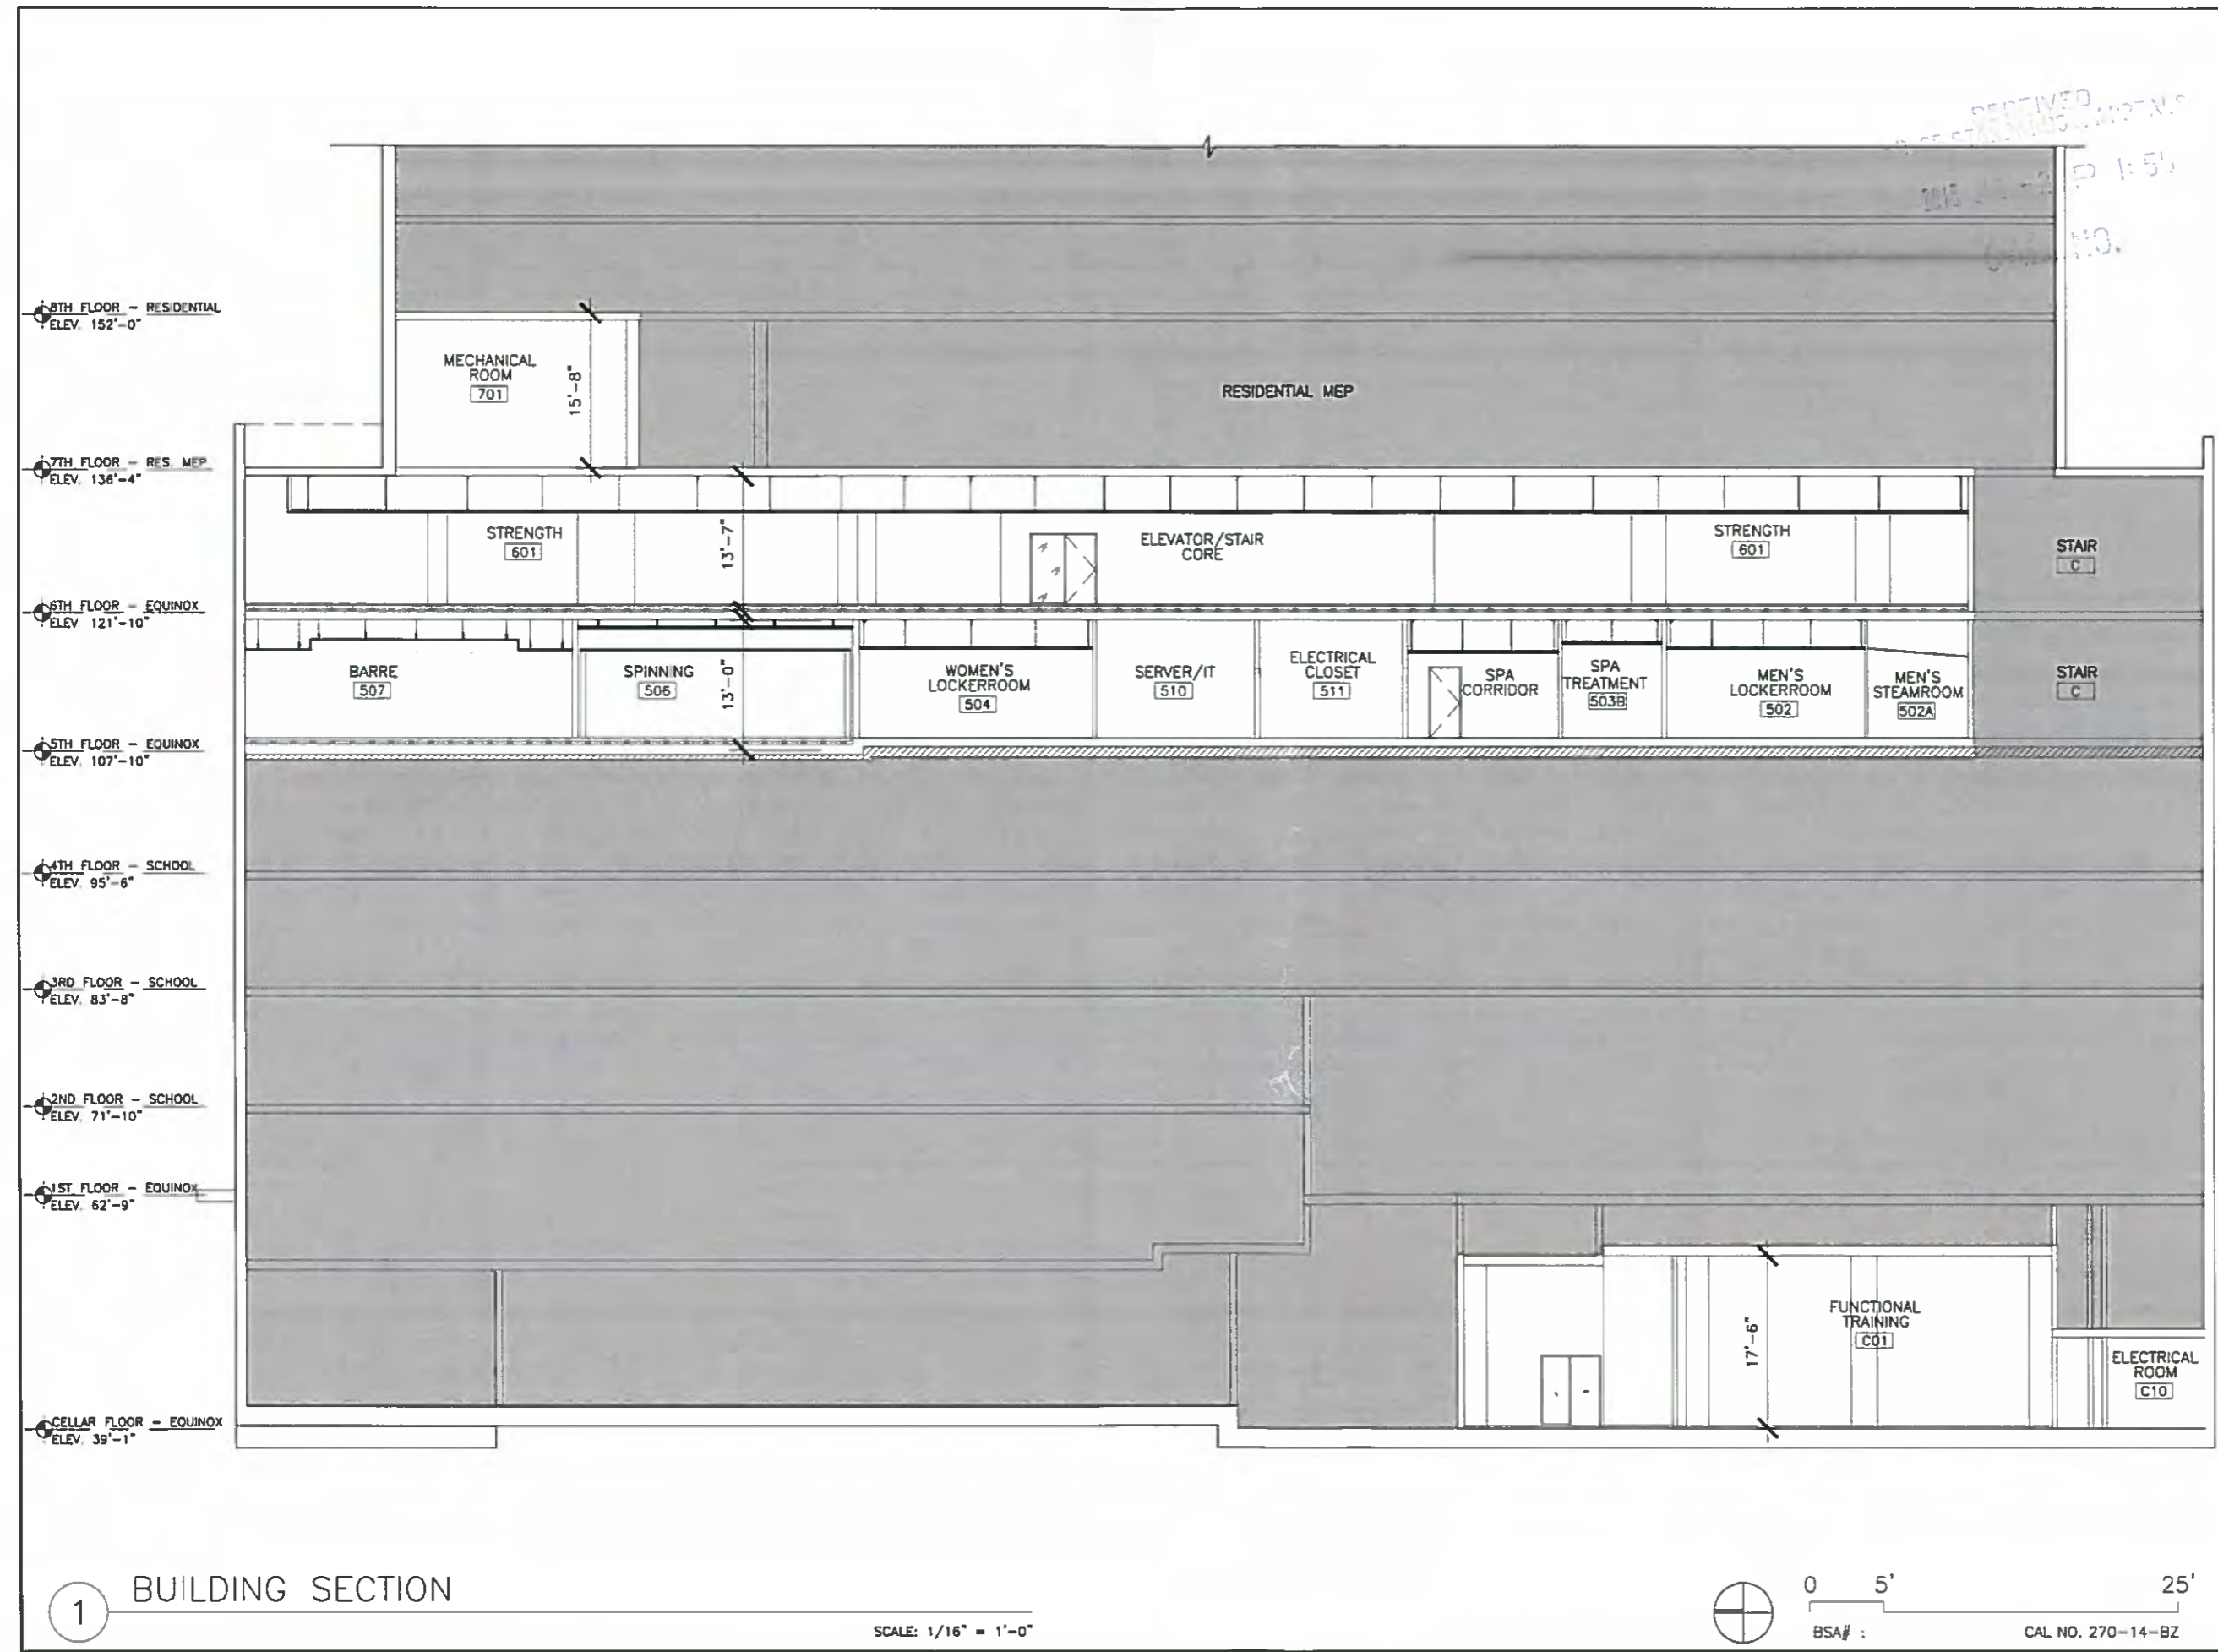 RECEIVED
P 1:55
NO.
8TH FLOOR - RESIDENTIAL
ELEV. 152'-0"
MECHANICAL
ROOM
701
15'-8"
RESIDENTIAL MEP
7TH FLOOR - RES. MEP
ELEV. 136'-4"
STRENGTH
601
13'-7"
ELEVATOR/STAIR
CORE
STRENGTH
601
STAIR
C
6TH FLOOR - EQUINOX
ELEV 121'-10"
BARRE
507
SPINNING
506
13'-0"
WOMEN'S
LOCKERROOM
504
SERVER/IT
510
ELECTRICAL
CLOSET
511
SPA
CORRIDOR
SPA
TREATMENT
503B
MEN'S
LOCKERROOM
502
MEN'S
STEAMROOM
502A
STAIR
C
5TH FLOOR - EQUINOX
ELEV. 107'-10"
4TH FLOOR - SCHOOL
ELEV. 95'-6"
3RD FLOOR - SCHOOL
ELEV. 83'-8"
2ND FLOOR - SCHOOL
ELEV. 71'-10"
1ST FLOOR - EQUINOX
ELEV. 62'-9"
17'-6"
FUNCTIONAL
TRAINING
C01
ELECTRICAL
ROOM
C10
CELLAR FLOOR - EQUINOX
ELEV. 39'-1"
1
BUILDING SECTION
SCALE: 1/16" = 1'-0"
0 5' 25'
BSA# :
CAL NO. 270-14-BZ